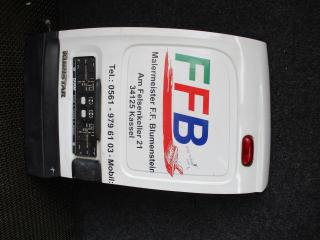 FFB
Malermeister F.F. Blumenstein
Am Felsenkeller 21
34125 Kassel
Tel.: 0561 - 979 61 03 · Mobil: